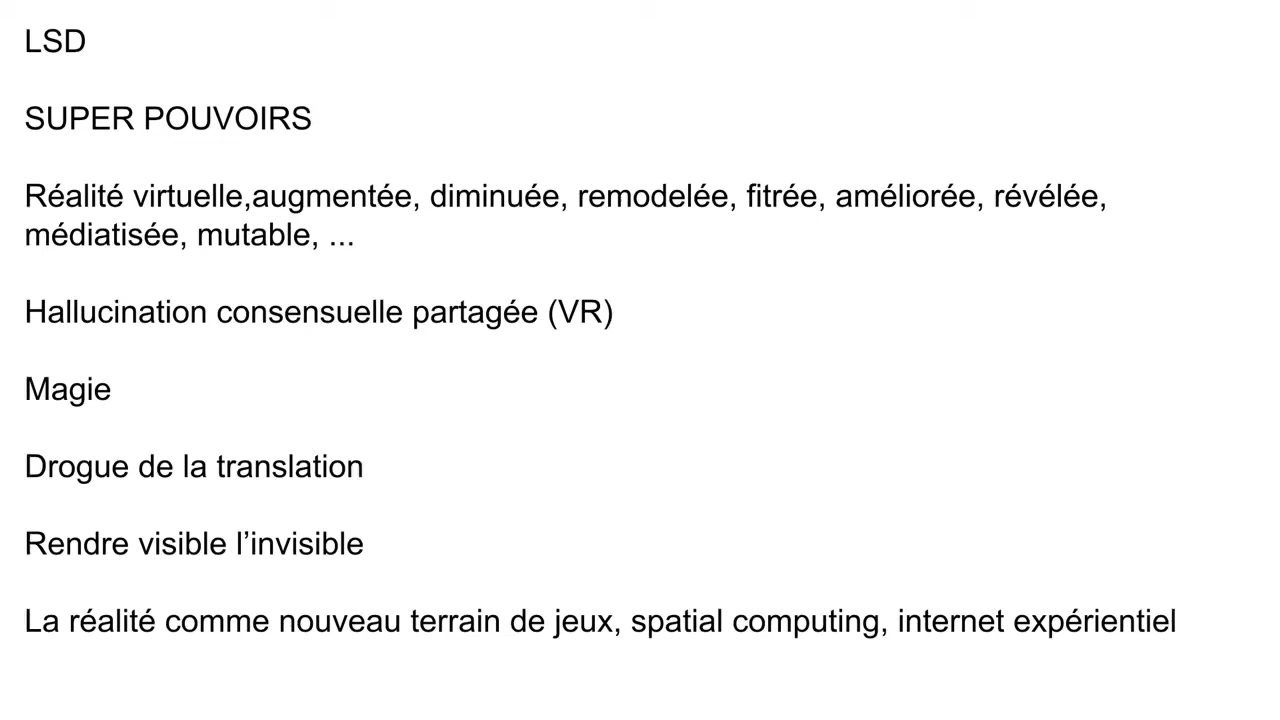 LSD
SUPER POUVOIRS
Réalité virtuelle,augmentée, diminuée, remodelée, fitrée, améliorée, révélée,
médiatisée, mutable, ...
Hallucination consensuelle partagée (VR)
Magie
Drogue de la translation
Rendre visible l’invisible
La réalité comme nouveau terrain de jeux, spatial computing, internet expérientiel